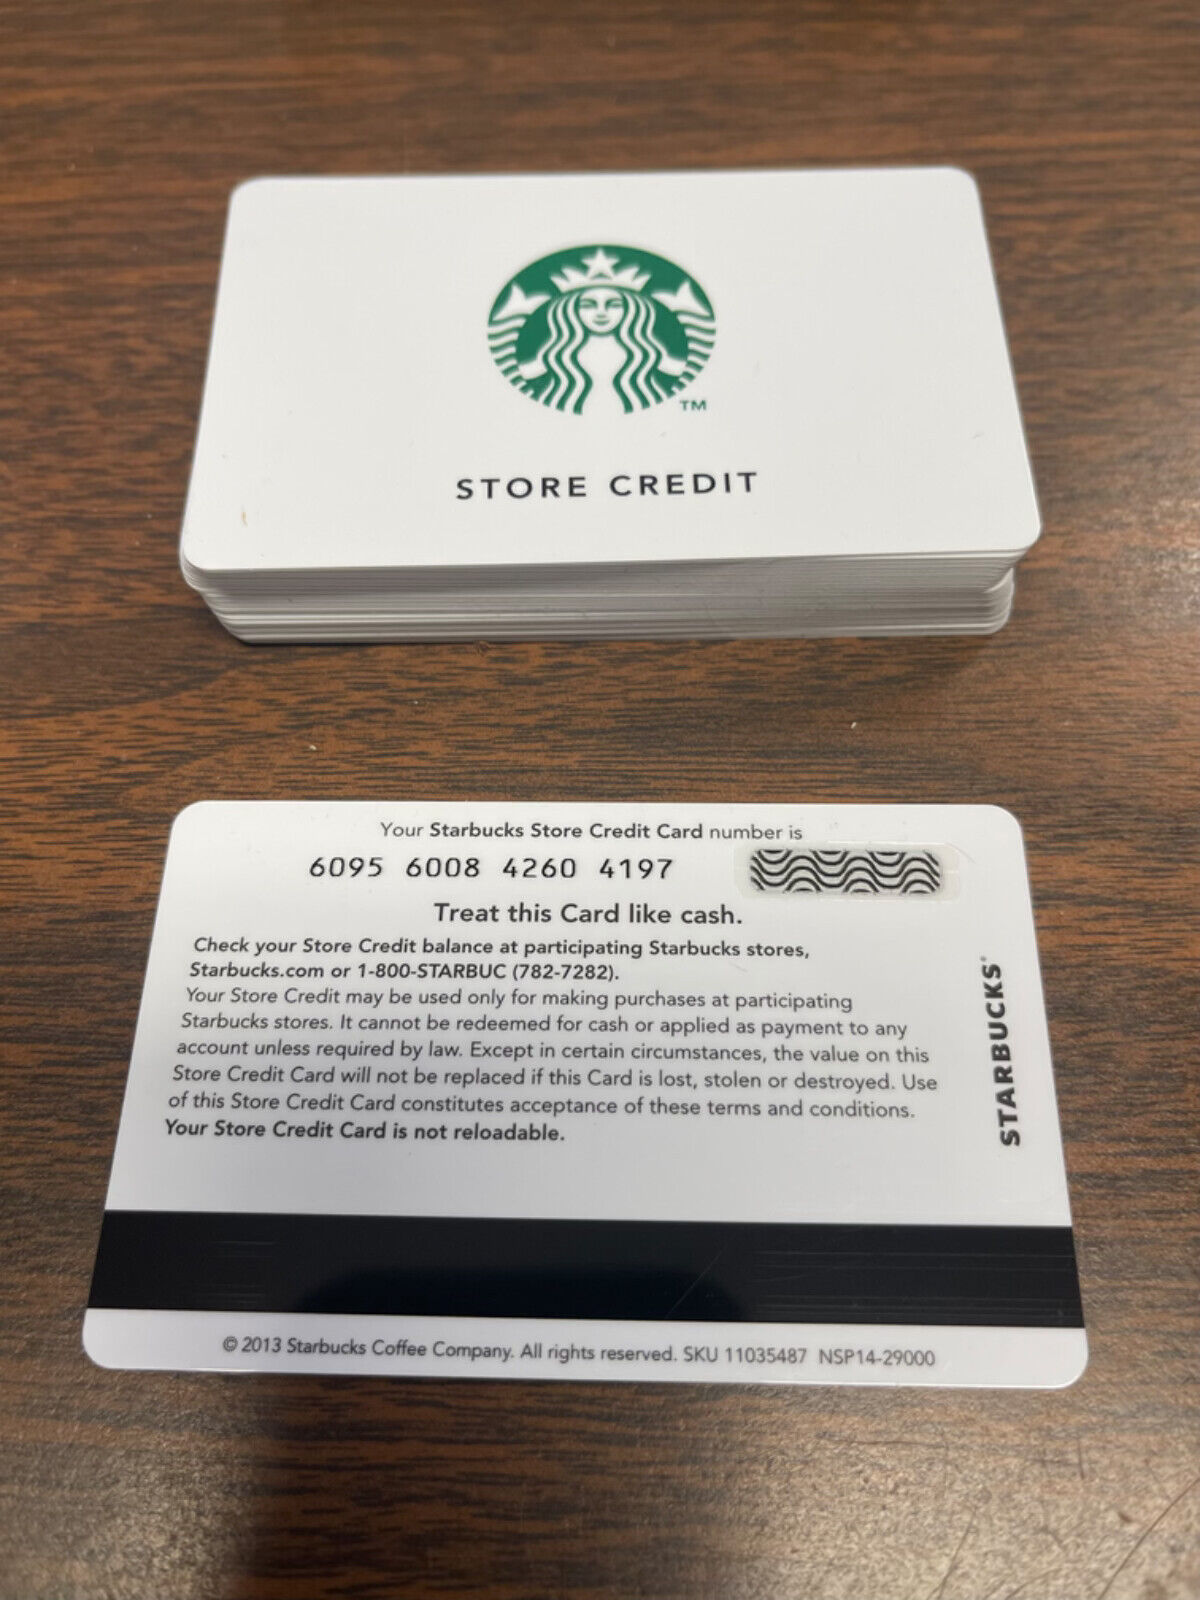 TM
STORE CREDIT
Your Starbucks Store Credit Card number is
6095 6008 4260 4197
Treat this Card like cash.
Check your Store Credit balance at participating Starbucks stores,
Starbucks.com or 1-800-STARBUC (782-7282).
Your Store Credit may be used only for making purchases at participating
Starbucks stores. It cannot be redeemed for cash or applied as payment to any
account unless required by law. Except in certain circumstances, the value on this
Store Credit Card will not be replaced if this Card is lost, stolen or destroyed. Use
of this Store Credit Card constitutes acceptance of these terms and conditions.
Your Store Credit Card is not reloadable.
STARBUCKS®
© 2013 Starbucks Coffee Company. All rights reserved. SKU 11035487 NSP14-29000